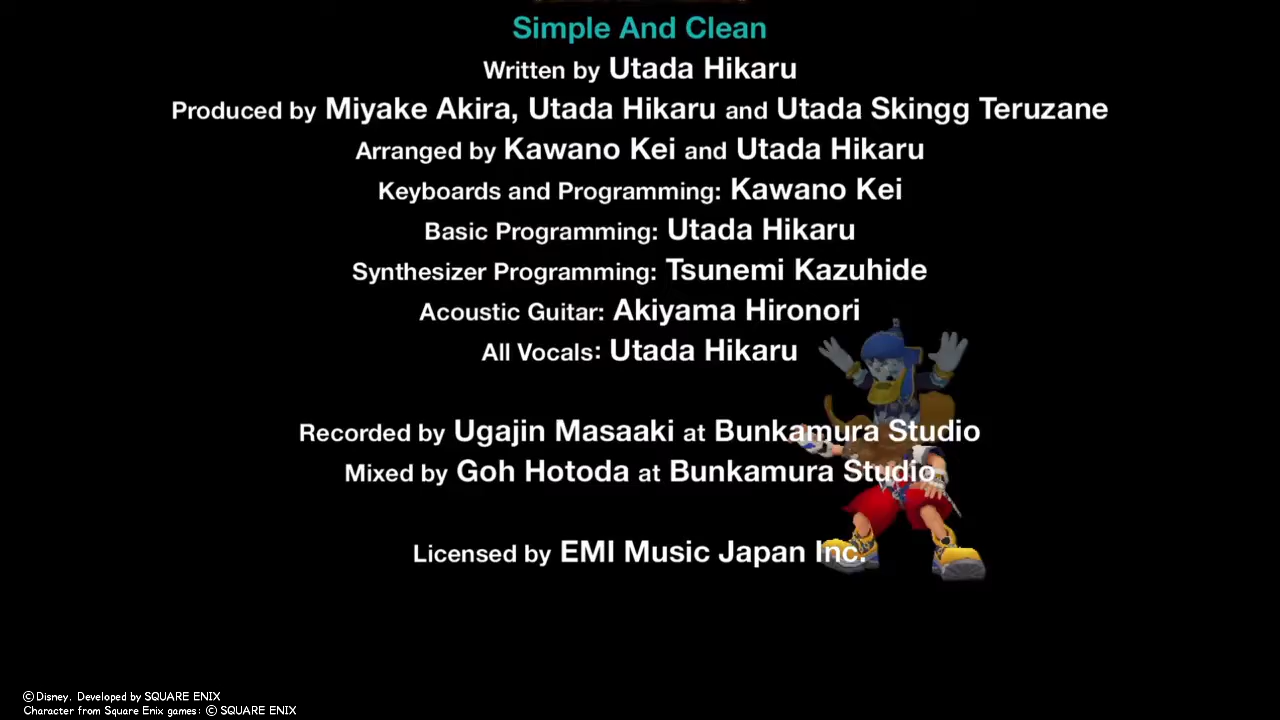 Simple And Clean
Written by Utada Hikaru
Produced by Miyake Akira, Utada Hikaru and Utada Skingg Teruzane
Arranged by Kawano Kei and Utada Hikaru
Keyboards and Programming: Kawano Kei
Basic Programming: Utada Hikaru
Synthesizer Programming: Tsunemi Kazuhide
Acoustic Guitar: Akiyama Hironori
All Vocals: Utada Hikaru
Recorded by Ugajin Masaaki at Bunkamura Studio
Mixed by Goh Hotoda at Bunkamura Studio
Licensed by EMI Music Japan Inc.
©Disney. Developed by SQUARE ENIX
Character from Square Enix games: © SQUARE ENIX